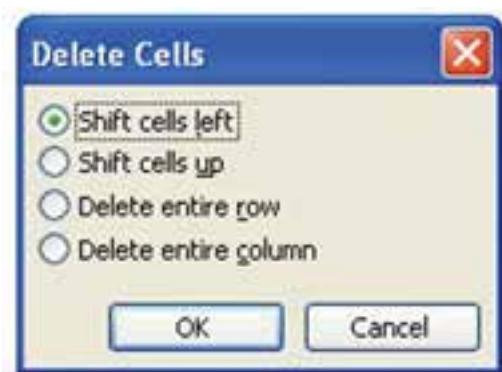 Delete Cells
Shift cells left
Shift cells up
Delete entire row
Delete entire column
OK Cancel